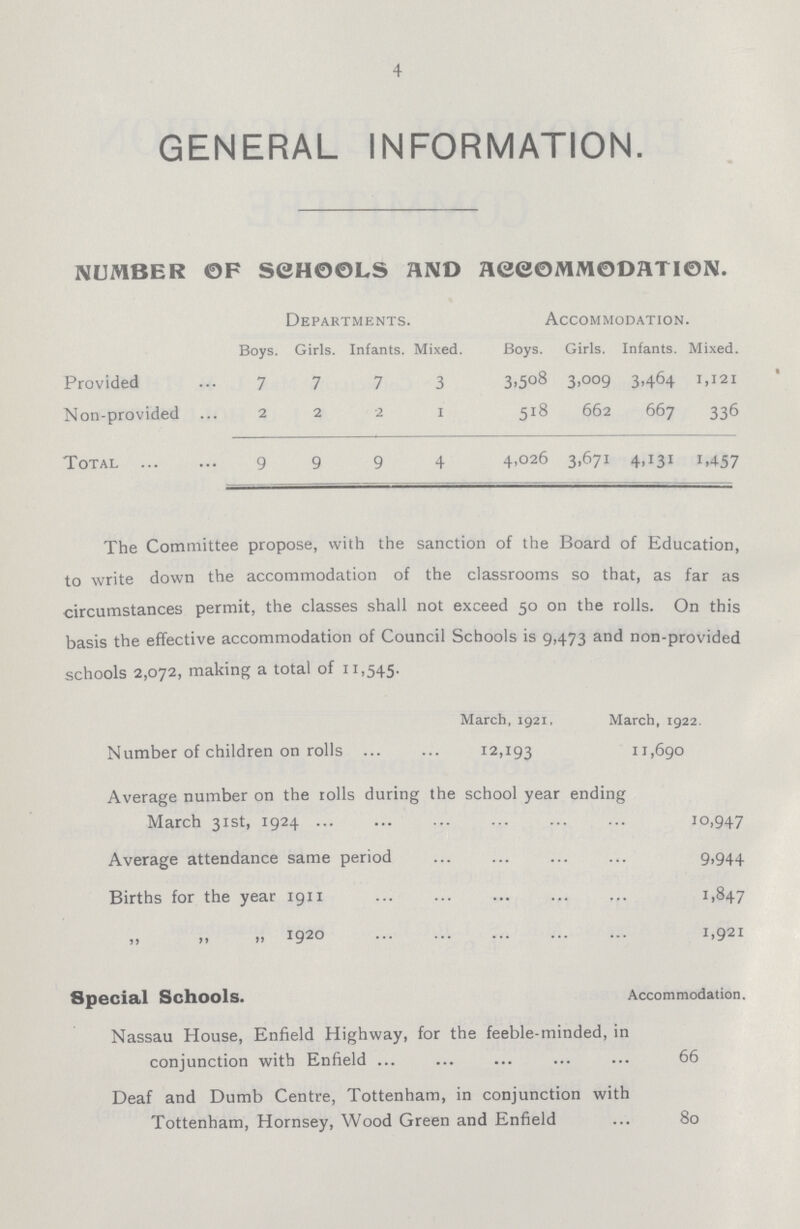 4
GENERAL INFORMATION.
NUMBER OF SCHOOLS AND ACCOMMODATION.
DEPARTMENTS. ACCOMMODATION.
Boys. Girls. Infants. Mixed. Boys. Girls. Infants. Mixed.
Provided ... 7 7 7 3 3,508 3,009 3,464 1,121
Non-provided ... 2 2 2 1 518 662 667 336
TOTAL ... ... 9 9 9 4 4,026 3,671 4,131 1,457
The Committee propose, with the sanction of the Board of Education,
to write down the accommodation of the classrooms so that, as far as
circumstances permit, the classes shall not exceed 50 on the rolls. On this
basis the effective accommodation of Council Schools is 9,473 and non-provided
schools 2,072, making a total of 11,545.
March, 1921. March, 1922.
Number of children on rolls ... ... 12,193 11,690
Average number on the rolls during the school year ending
March 31st, 1924 ... ... ... ... ... ... 10,947
Average attendance same period ... ... ... ... 9,944
Births for the year 1911 ... ... ... ... ... 1,847
„ „ „ 1920 ... ... ... ... ... 1,921
Special Schools. Accommodation.
Nassau House, Enfield Highway, for the feeble-minded, in
conjunction with Enfield ... ... ... ... ... 66
Deaf and Dumb Centre, Tottenham, in conjunction with
Tottenham, Hornsey, Wood Green and Enfield ... 80